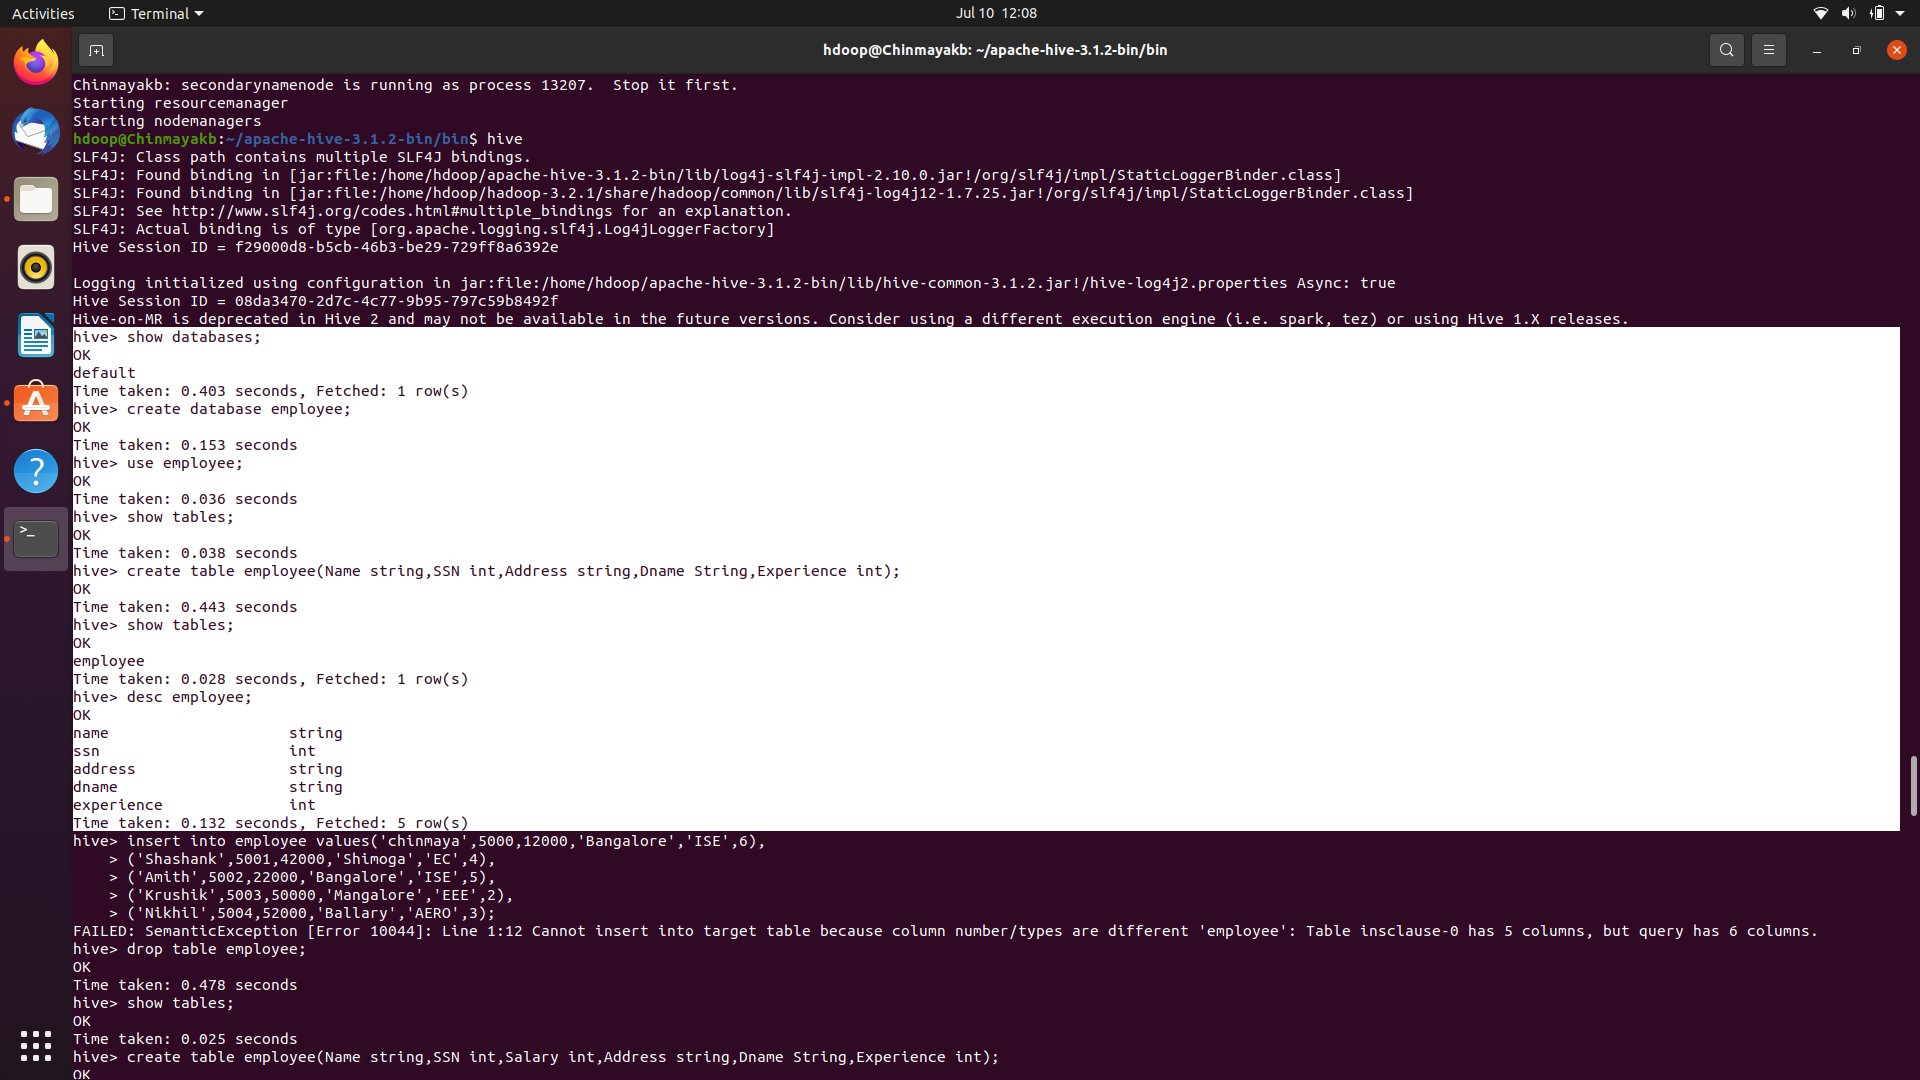 Activities
Terminal
Jul 10 12:08
hdoop@Chinmayakb: ~/apache-hive-3.1.2-bin/bin
Chinmayakb: secondarynamenode is running as process 13207.  Stop it first.
Starting resourcemanager
Starting nodemanagers
hdoop@Chinmayakb:~/apache-hive-3.1.2-bin/bin$ hive
SLF4J: Class path contains multiple SLF4J bindings.
SLF4J: Found binding in [jar:file:/home/hdoop/apache-hive-3.1.2-bin/lib/log4j-slf4j-impl-2.10.0.jar!/org/slf4j/impl/StaticLoggerBinder.class]
SLF4J: Found binding in [jar:file:/home/hdoop/hadoop-3.2.1/share/hadoop/common/lib/slf4j-log4j12-1.7.25.jar!/org/slf4j/impl/StaticLoggerBinder.class]
SLF4J: See http://www.slf4j.org/codes.html#multiple_bindings for an explanation.
SLF4J: Actual binding is of type [org.apache.logging.slf4j.Log4jLoggerFactory]
Hive Session ID = f29000d8-b5cb-46b3-be29-729ff8a6392e
Logging initialized using configuration in jar:file:/home/hdoop/apache-hive-3.1.2-bin/lib/hive-common-3.1.2.jar!/hive-log4j2.properties Async: true
Hive Session ID = 08da3470-2d7c-4c77-9b95-797c59b8492f
Hive-on-MR is deprecated in Hive 2 and may not be available in the future versions. Consider using a different execution engine (i.e. spark, tez) or using Hive 1.X releases.
hive> show databases;
OK
default
Time taken: 0.403 seconds, Fetched: 1 row(s)
hive> create database employee;
OK
Time taken: 0.153 seconds
hive> use employee;
OK
Time taken: 0.036 seconds
hive> show tables;
OK
Time taken: 0.038 seconds
hive> create table employee(Name string,SSN int,Address string,Dname String,Experience int);
OK
Time taken: 0.443 seconds
hive> show tables;
OK
employee
Time taken: 0.028 seconds, Fetched: 1 row(s)
hive> desc employee;
OK
name                    string
ssn                     int
address                 string
dname                   string
experience              int
Time taken: 0.132 seconds, Fetched: 5 row(s)
hive> insert into employee values('chinmaya',5000,12000,'Bangalore','ISE',6),
    > ('Shashank',5001,42000,'Shimoga','EC',4),
    > ('Amith',5002,22000,'Bangalore','ISE',5),
    > ('Krushik',5003,50000,'Mangalore','EEE',2),
    > ('Nikhil',5004,52000,'Ballary','AERO',3);
FAILED: SemanticException [Error 10044]: Line 1:12 Cannot insert into target table because column number/types are different 'employee': Table insclause-0 has 5 columns, but query has 6 columns.
hive> drop table employee;
OK
Time taken: 0.478 seconds
hive> show tables;
OK
Time taken: 0.025 seconds
hive> create table employee(Name string,SSN int,Salary int,Address string,Dname String,Experience int);
OK